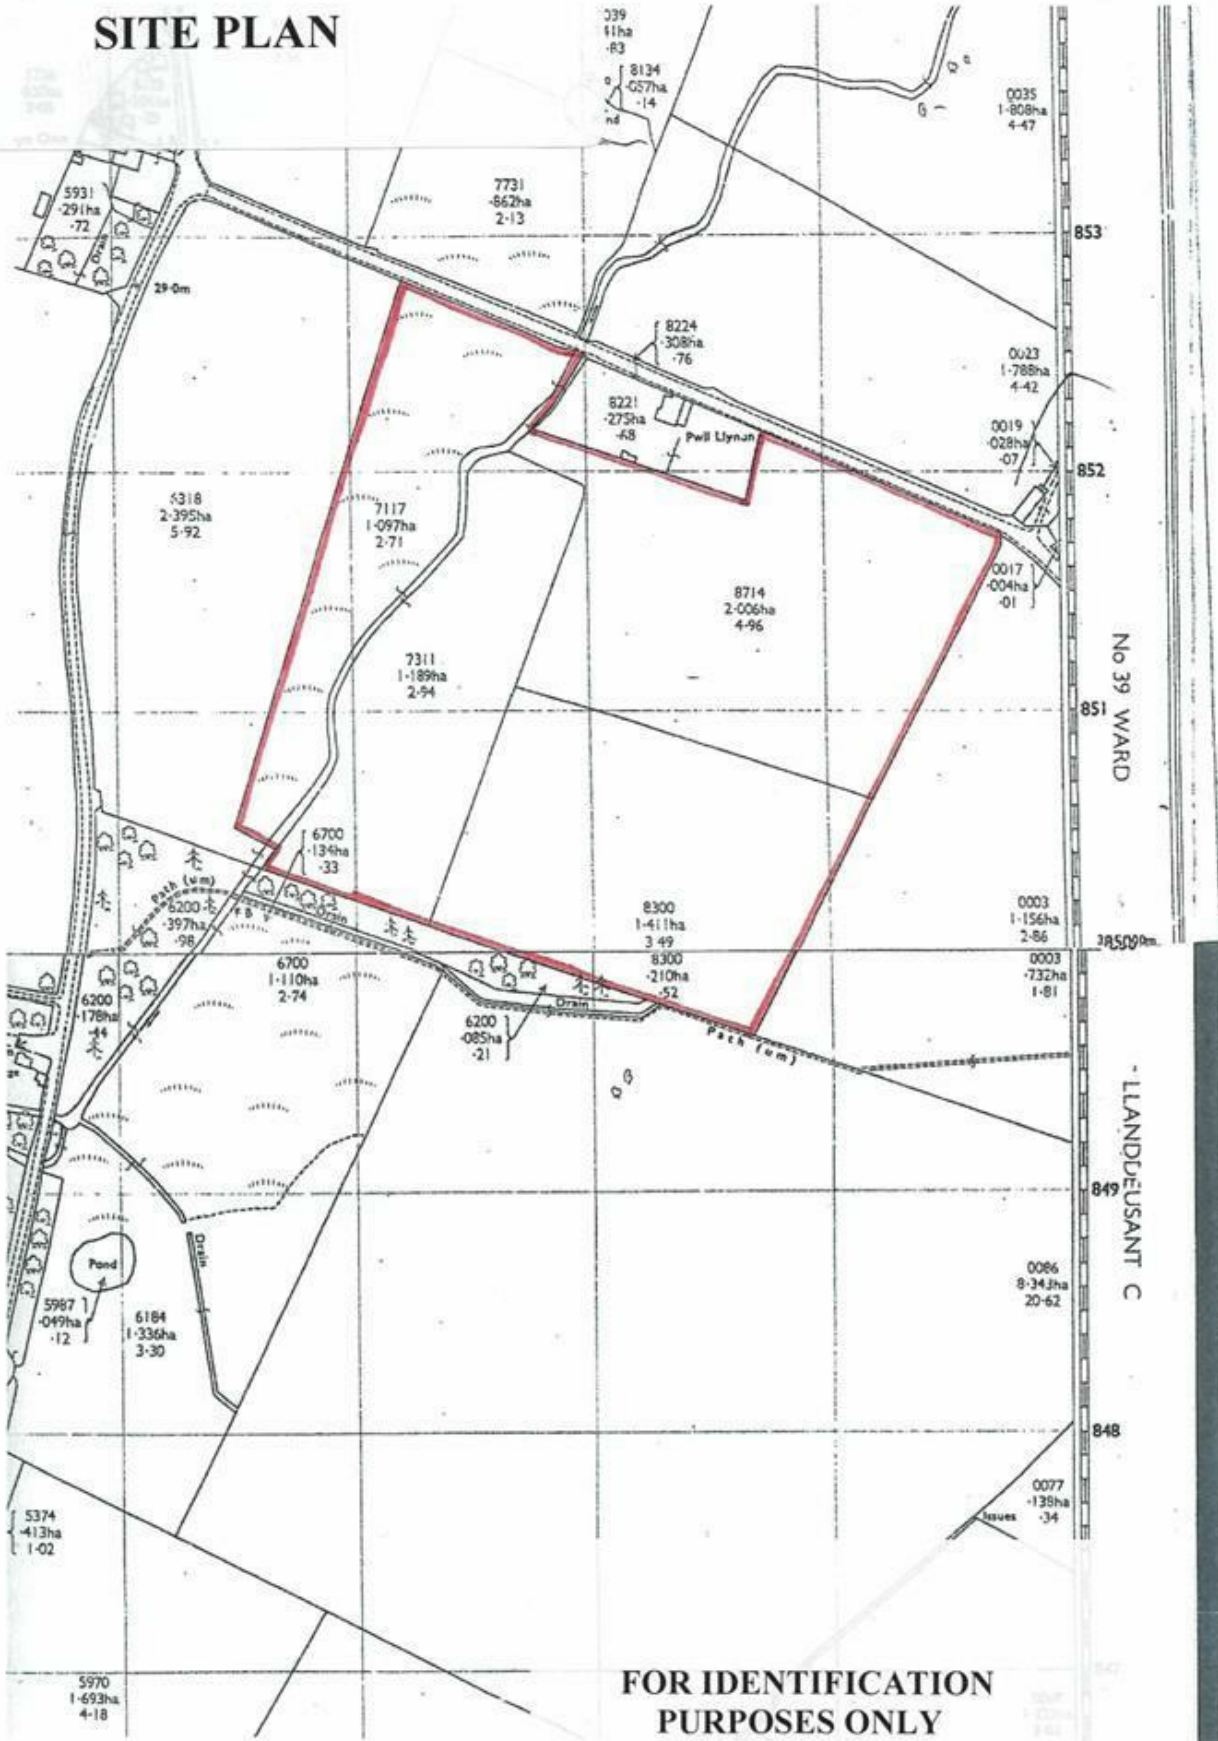 SITE PLAN
8134
·057ha
·14
0035
1·808ha
4·47
5931
·291ha
·72
Drain
7731
·862ha
2·13
853
29·0m
8224
·308ha
·76
0023
1·788ha
4·42
8221
·275ha
·68
Pwll Llynan
0019
·028ha
·07
852
6318
2·395ha
5·92
7117
1·097ha
2·71
0017
·004ha
·01
8714
2·006ha
4·96
7311
1·189ha
2·94
No 39 WARD
851
6700
·134ha
·33
Path (um)
6200
·397ha
·98
Drain
8300
1·411ha
3·49
0003
1·156ha
2·86
8300
·210ha
·52
0003
·732ha
1·81
6700
1·110ha
2·74
6200
·178ha
·44
6200
·085ha
·21
Drain
Path (um)
LLANDDEUSANT C
849
Drain
Pond
5987
·049ha
·12
6184
1·336ha
3·30
0086
8·343ha
20·62
848
0077
·138ha
·34
Issues
5374
·413ha
1·02
5970
1·693ha
4·18
FOR IDENTIFICATION
PURPOSES ONLY